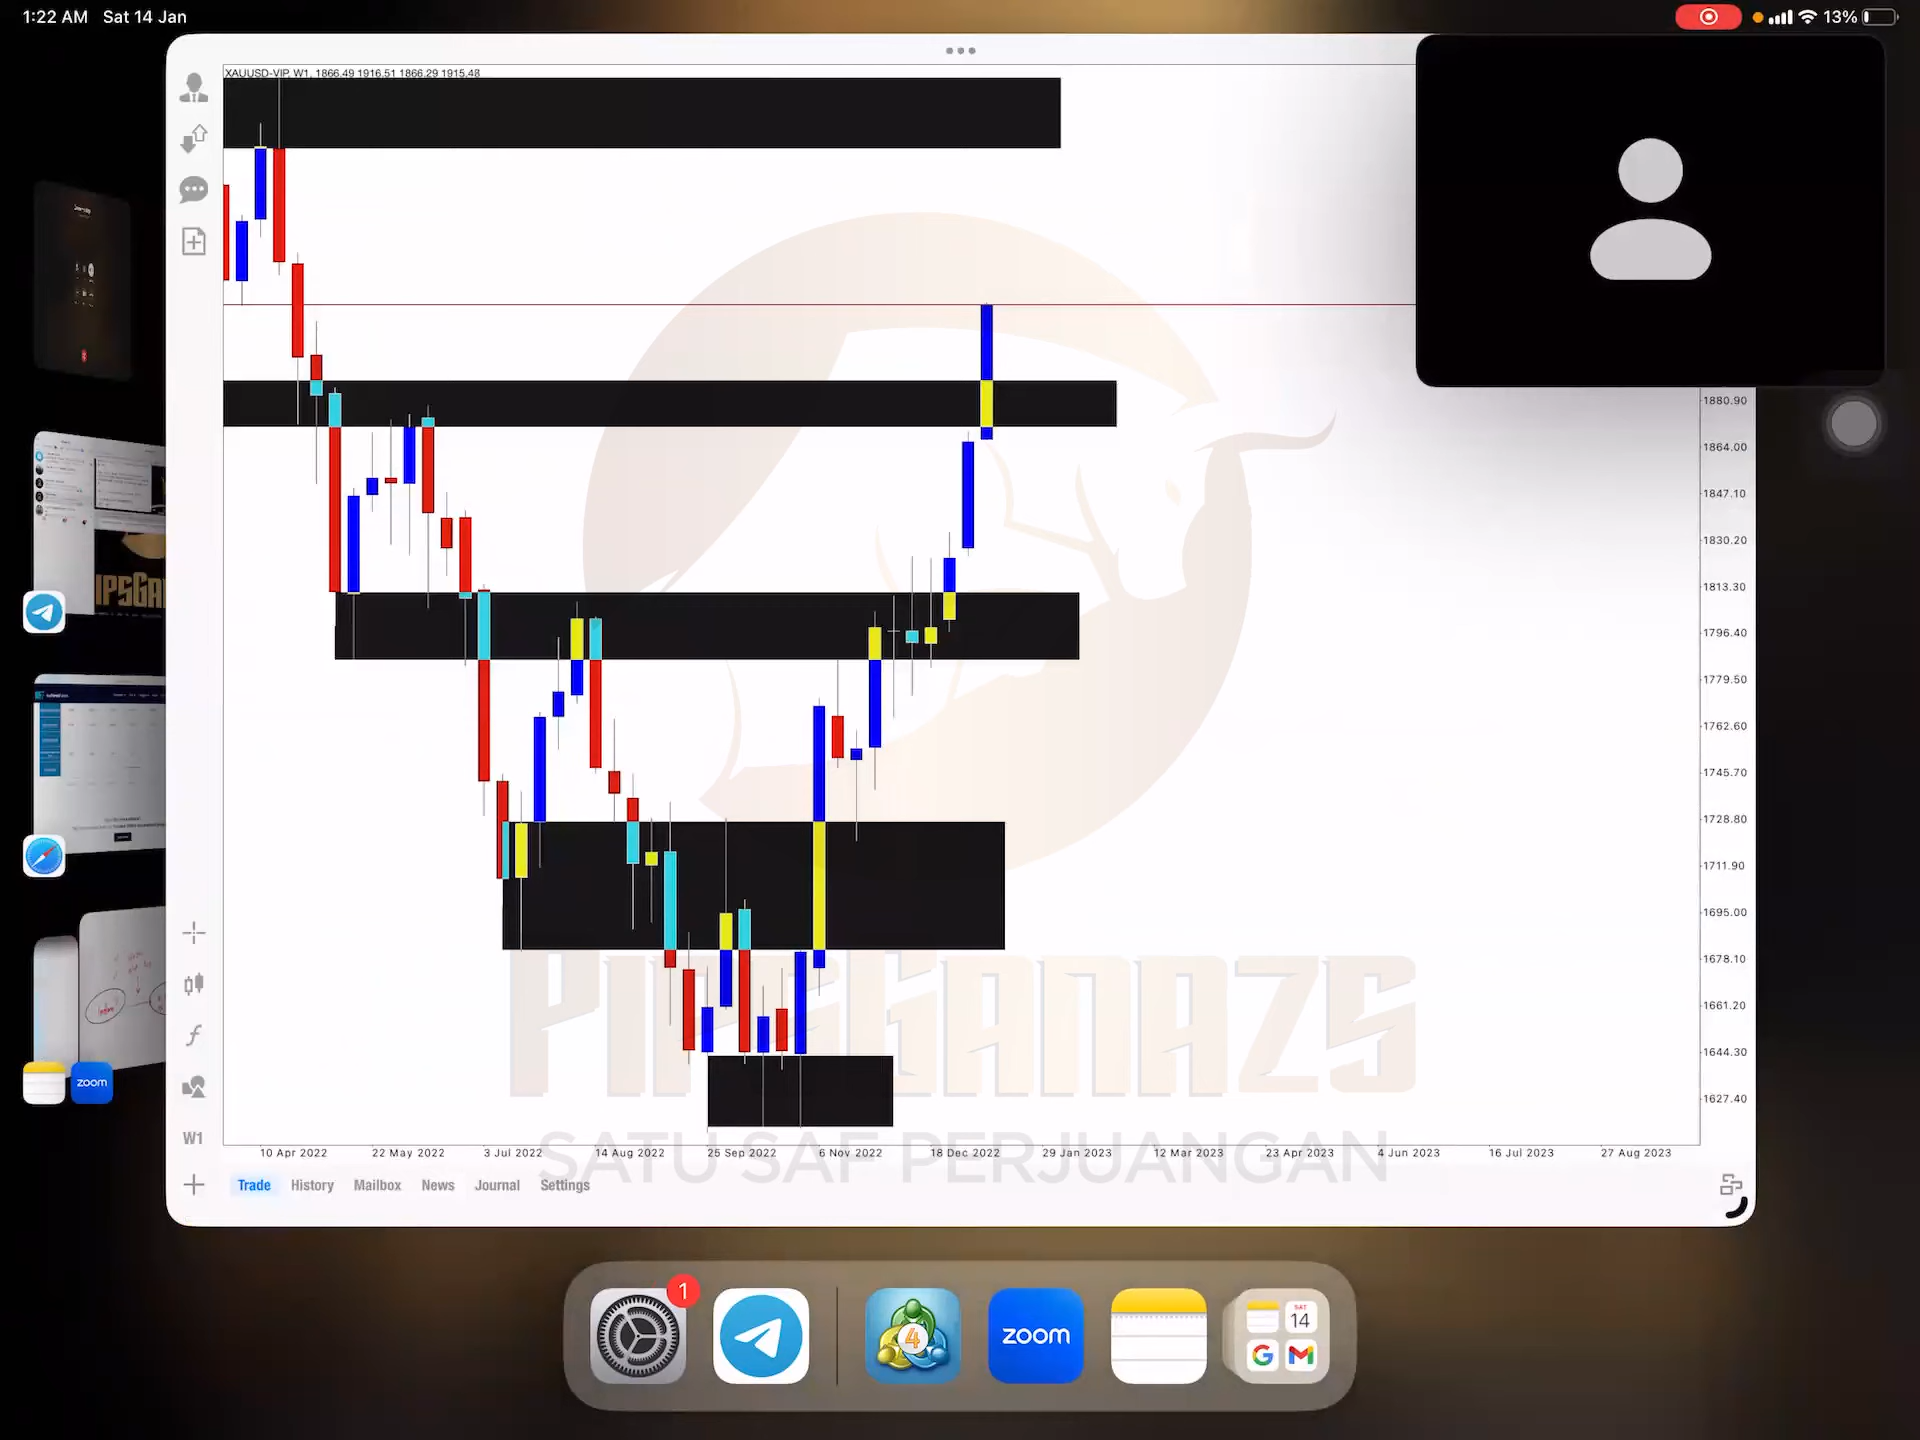 1:22 AM Sat 14 Jan
13%
XAUUSD-VIP, W1, 1866.49 1916.51 1866.29 1915.48
1880.90
1864.00
1847.10
1830.20
1813.30
1796.40
1779.50
1762.60
1745.70
1728.80
1711.90
1695.00
1678.10
1661.20
1644.30
1627.40
PIPSGANAZS
SATU SAF PERJUANGAN
10 Apr 2022
22 May 2022
3 Jul 2022
14 Aug 2022
25 Sep 2022
6 Nov 2022
18 Dec 2022
29 Jan 2023
12 Mar 2023
23 Apr 2023
4 Jun 2023
16 Jul 2023
27 Aug 2023
W1
Trade
History
Mailbox
News
Journal
Settings
zoom
1
4
zoom
SAT
14
G